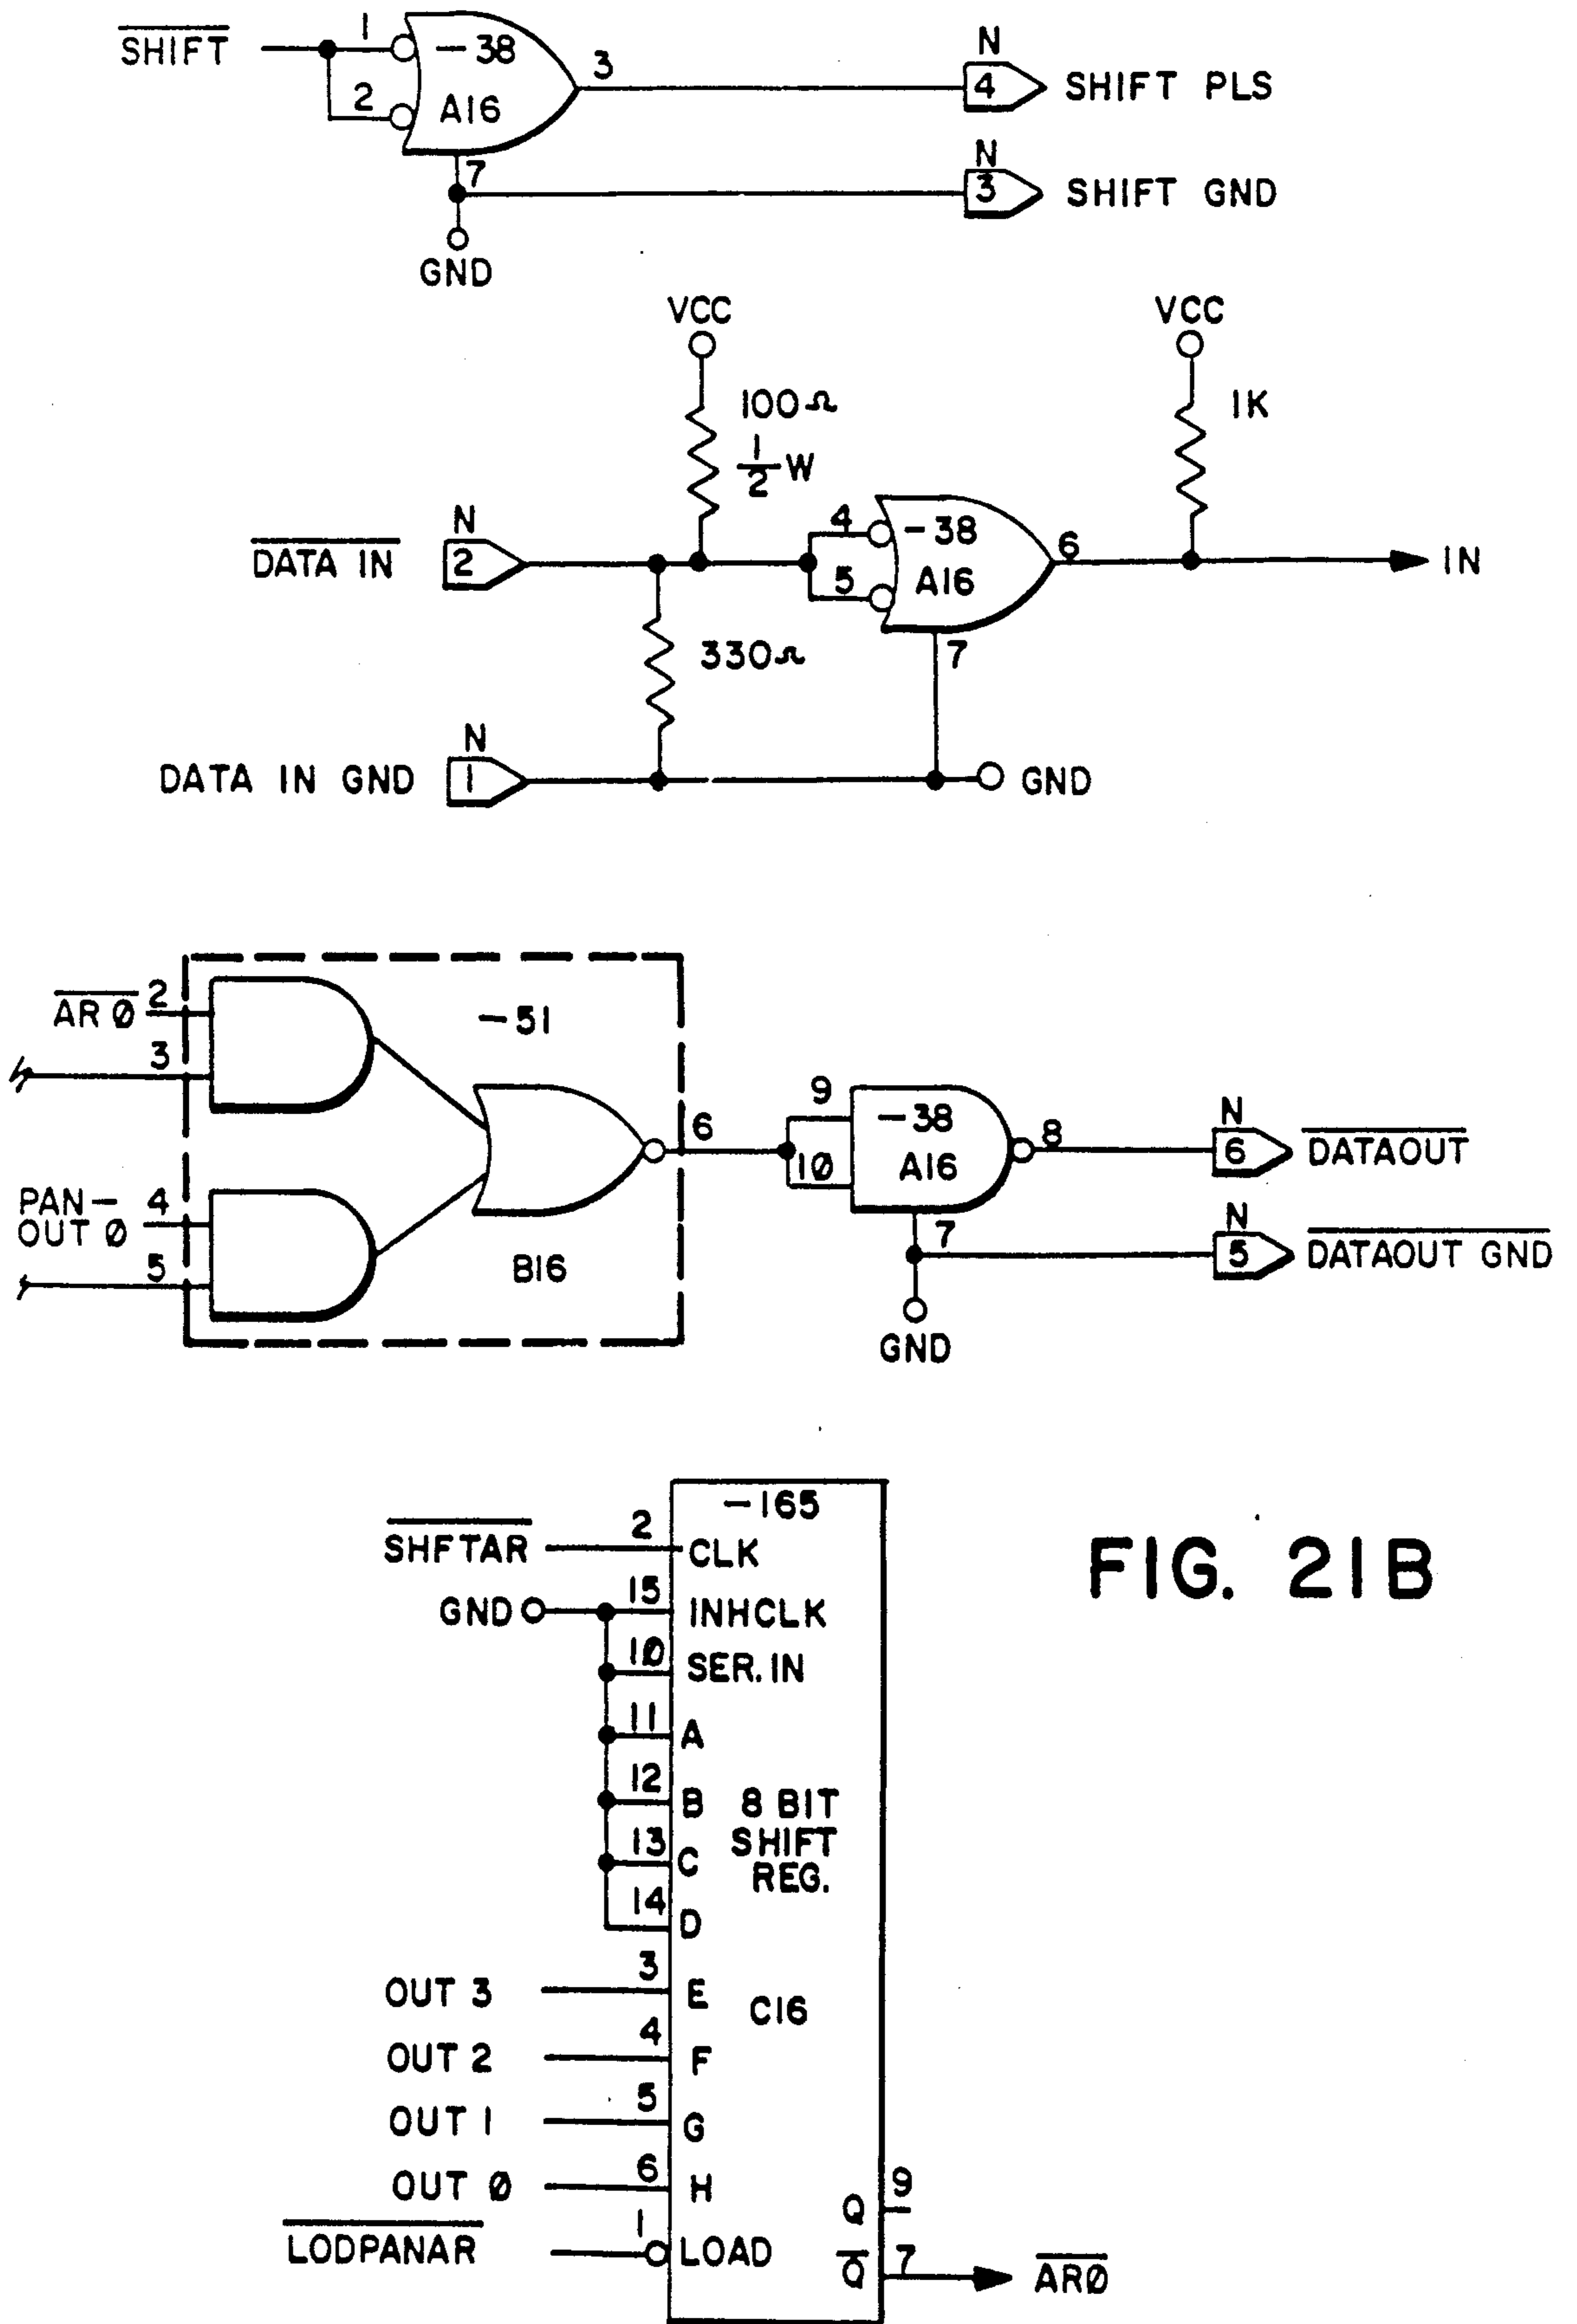 SHIFT
1
2
-38
A16
3
7
GND
N
4
SHIFT PLS
N
3
SHIFT GND
VCC
100Ω
1/2 W
VCC
1K
DATA IN
N
2
4
5
-38
A16
6
IN
7
330Ω
DATA IN GND
N
1
GND
AR Ø
2
3
-51
PAN-
OUT Ø
4
5
B16
6
9
10
-38
A16
8
7
GND
N
6
DATAOUT
N
5
DATAOUT GND
-165
SHFTAR
2
CLK
GND
15
INHCLK
1Ø
SER. IN
11
A
12
B
8 BIT
SHIFT
REG.
13
C
14
D
OUT 3
3
E
C16
OUT 2
4
F
OUT 1
5
G
OUT Ø
6
H
LODPANAR
1
LOAD
Q
9
Q
7
ARØ
FIG. 21B